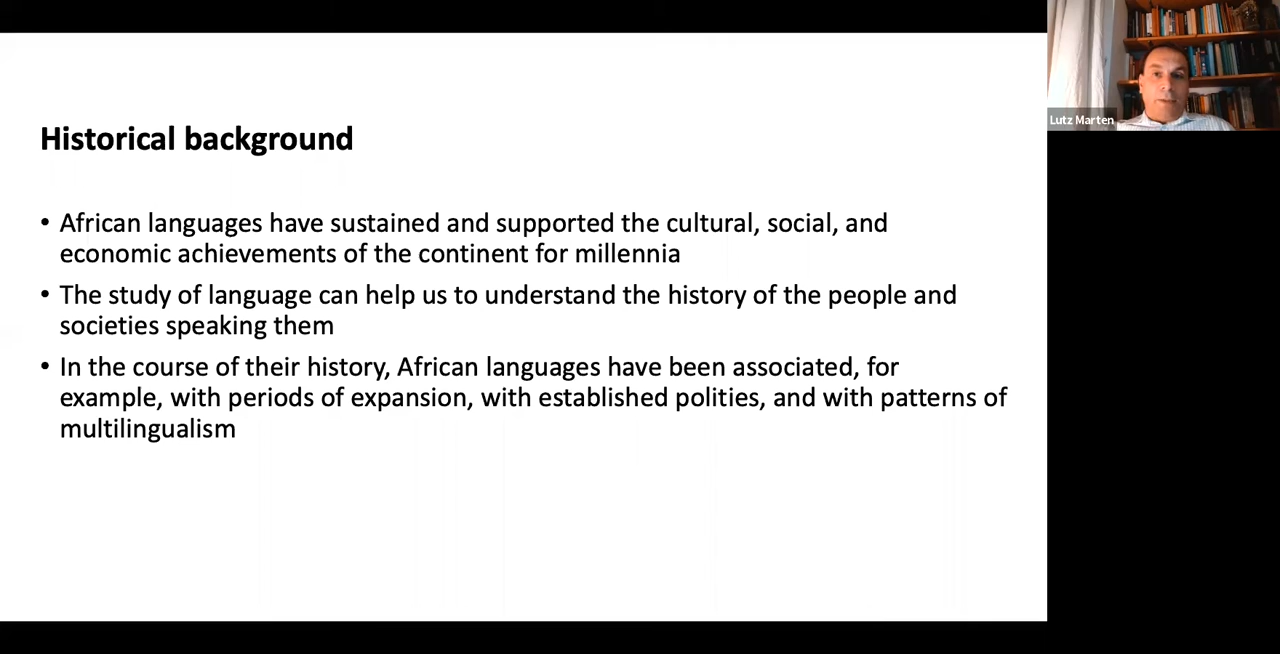 Historical background
• African languages have sustained and supported the cultural, social, and
economic achievements of the continent for millennia
• The study of language can help us to understand the history of the people and
societies speaking them
• In the course of their history, African languages have been associated, for
example, with periods of expansion, with established polities, and with patterns of
multilingualism
Lutz Marten